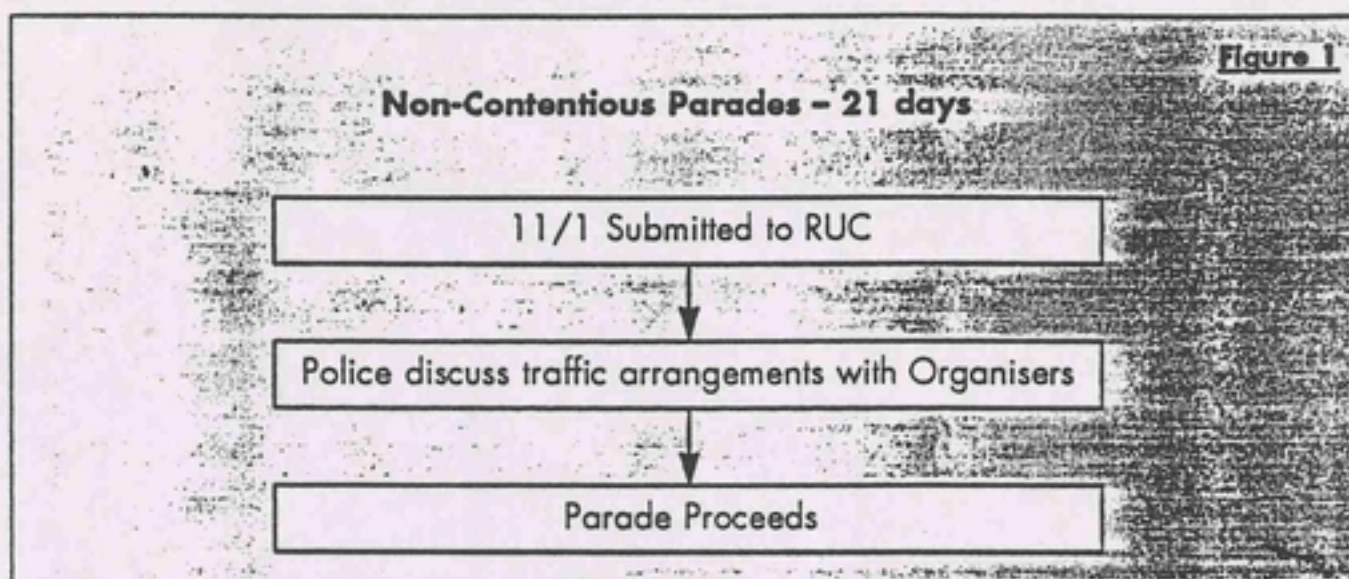 Figure 1
Non-Contentious Parades – 21 days
11/1 Submitted to RUC
Police discuss traffic arrangements with Organisers
Parade Proceeds